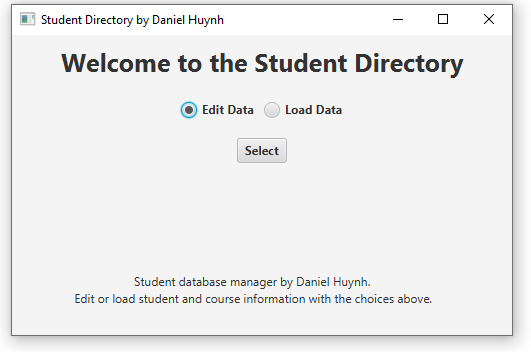 Student Directory by Daniel Huynh
Welcome to the Student Directory
Edit Data Load Data
Select
Student database manager by Daniel Huynh.
Edit or load student and course information with the choices above.